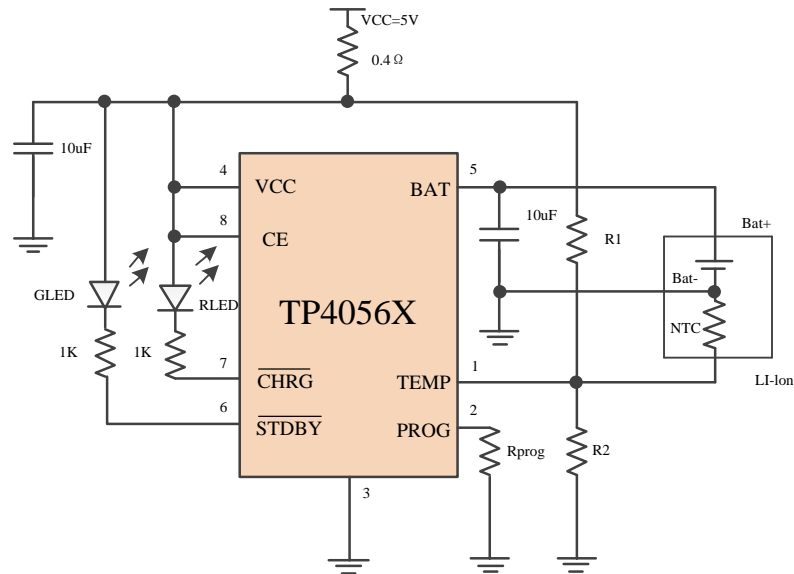 VCC=5V
0.4Ω
10uF
4
VCC
BAT
5
8
CE
10uF
R1
Bat+
Bat-
GLED
RLED
TP4056X
NTC
1K
1K
7
CHRG
TEMP
1
LI-lon
6
STDBY
PROG
2
Rprog
R2
3